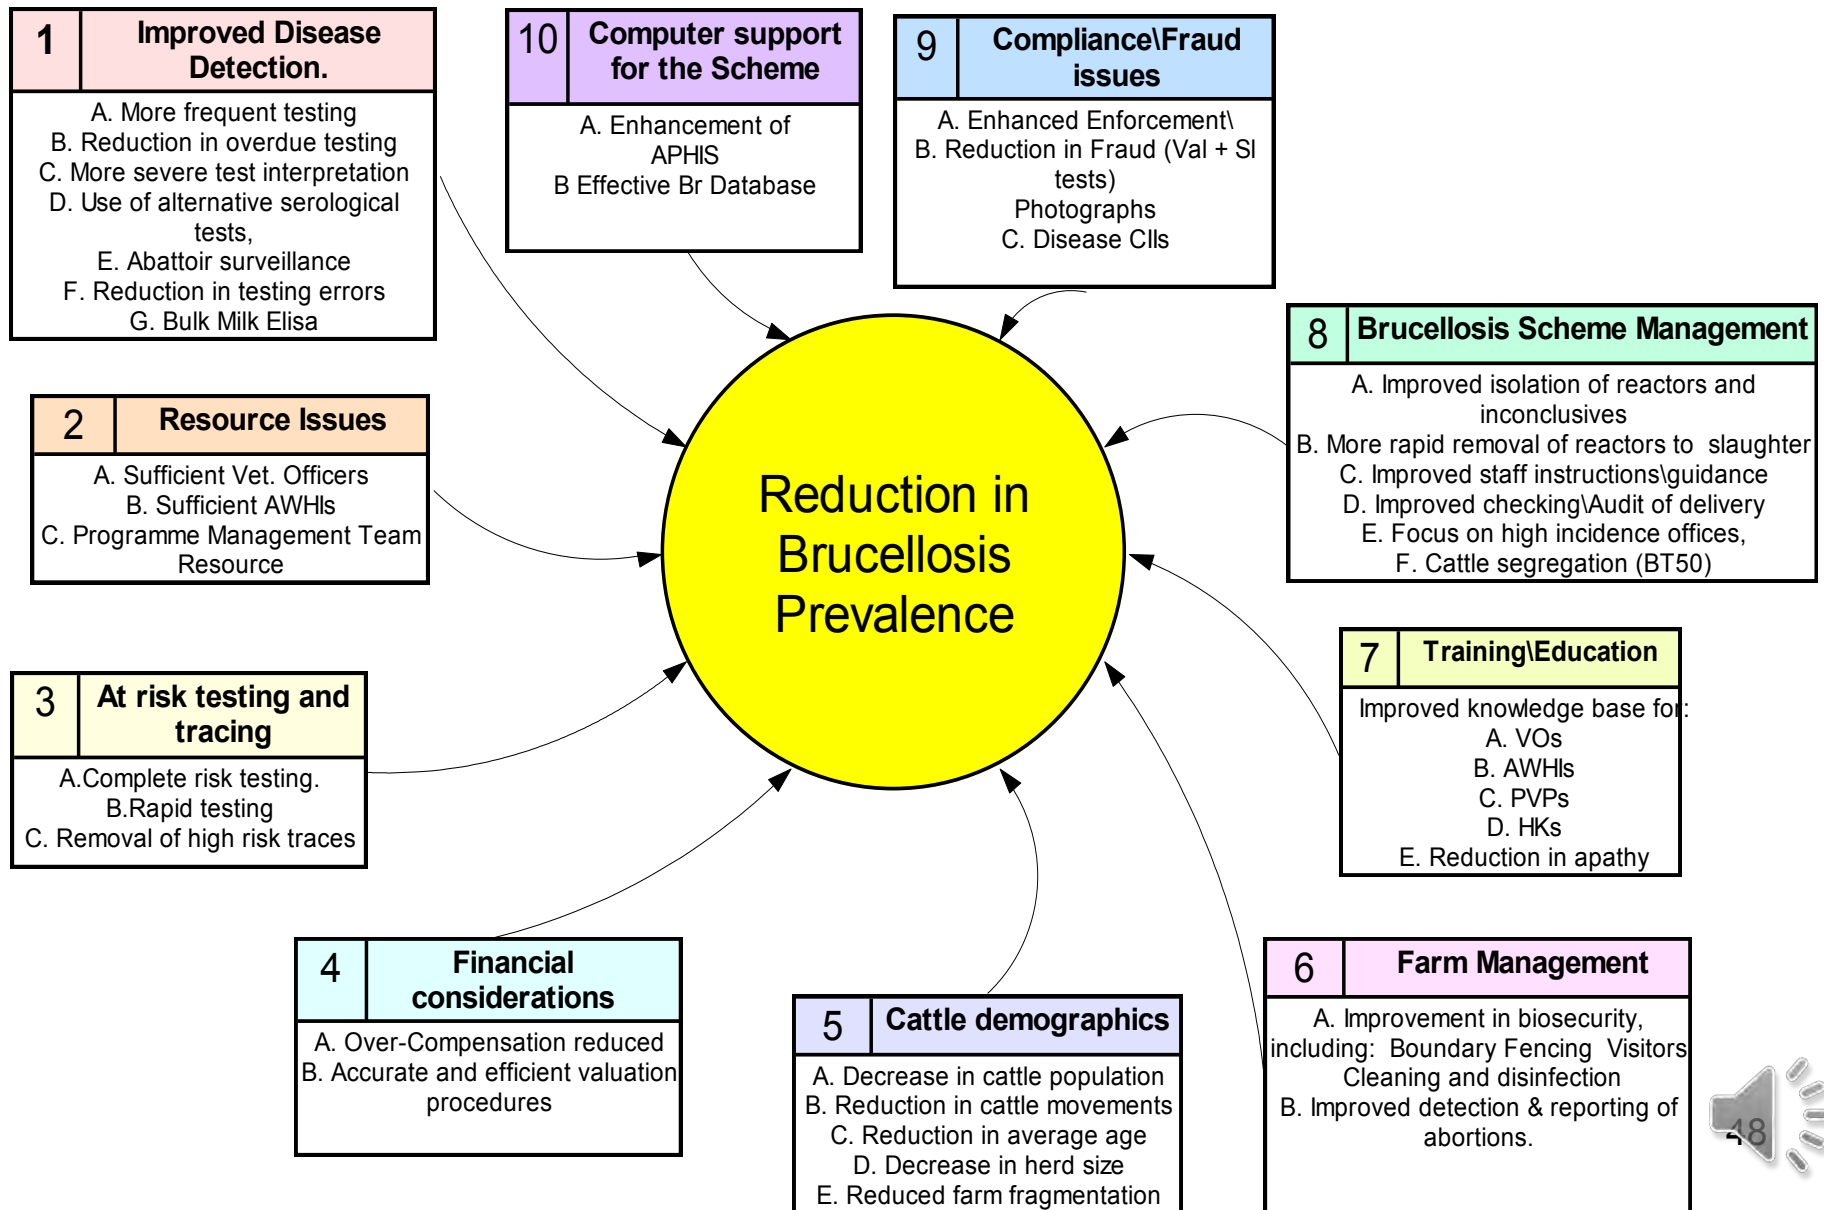 1
Improved Disease
Detection.
A. More frequent testing
B. Reduction in overdue testing
C. More severe test interpretation
D. Use of alternative serological
tests,
E. Abattoir surveillance
F. Reduction in testing errors
G. Bulk Milk Elisa
10
Computer support
for the Scheme
A. Enhancement of
APHIS
B Effective Br Database
9
Compliance\Fraud
issues
A. Enhanced Enforcement\
B. Reduction in Fraud (Val + SI
tests)
Photographs
C. Disease CIIs
8
Brucellosis Scheme Management
A. Improved isolation of reactors and
inconclusives
B. More rapid removal of reactors to slaughter
C. Improved staff instructions\guidance
D. Improved checking\Audit of delivery
E. Focus on high incidence offices,
F. Cattle segregation (BT50)
2
Resource Issues
A. Sufficient Vet. Officers
B. Sufficient AWHIs
C. Programme Management Team
Resource
Reduction in
Brucellosis
Prevalence
7
Training\Education
Improved knowledge base for:
A. VOs
B. AWHIs
C. PVPs
D. HKs
E. Reduction in apathy
3
At risk testing and
tracing
A.Complete risk testing.
B.Rapid testing
C. Removal of high risk traces
4
Financial
considerations
A. Over-Compensation reduced
B. Accurate and efficient valuation
procedures
5
Cattle demographics
A. Decrease in cattle population
B. Reduction in cattle movements
C. Reduction in average age
D. Decrease in herd size
E. Reduced farm fragmentation
6
Farm Management
A. Improvement in biosecurity,
including: Boundary Fencing Visitors
Cleaning and disinfection
B. Improved detection & reporting of
abortions.
48